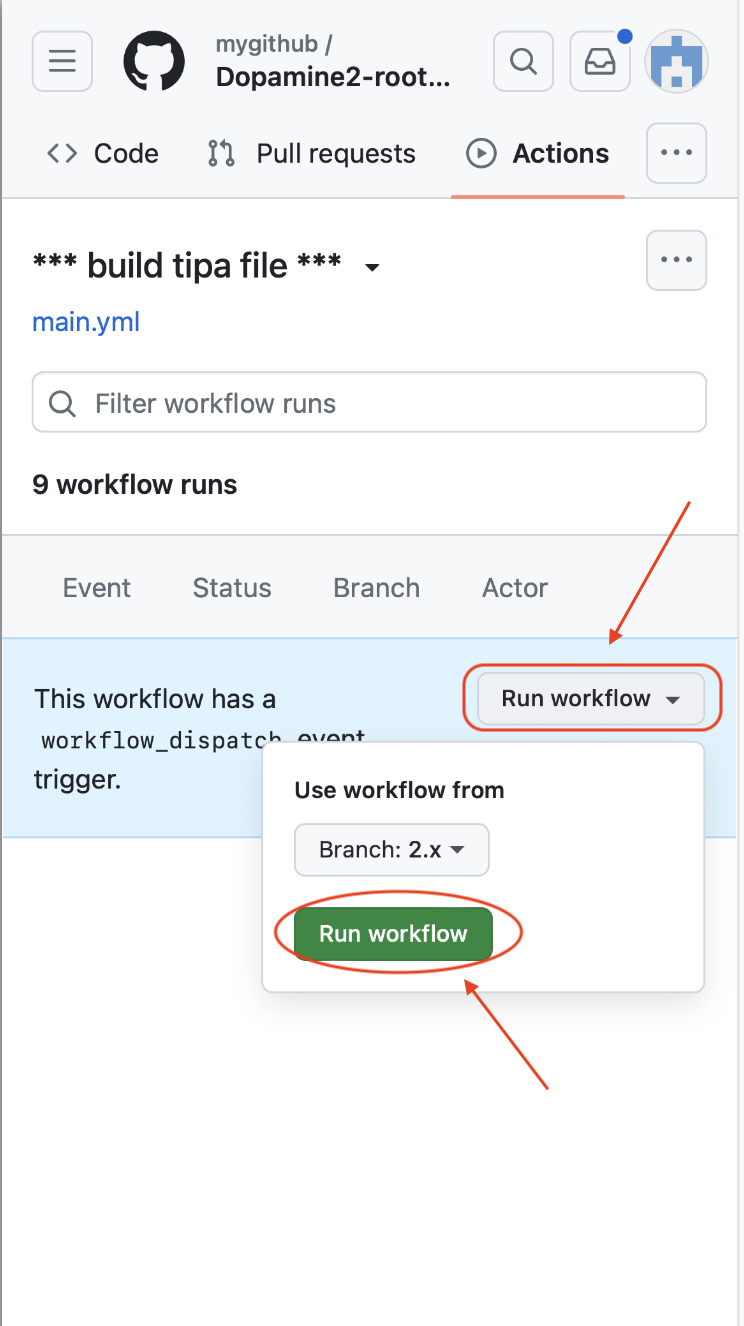 mygithub /
Dopamine2-root...
Code Pull requests Actions
*** build tipa file ***
main.yml
Filter workflow runs
9 workflow runs
Event Status Branch Actor
This workflow has a
Run workflow
workflow_dispatch event
trigger.
Use workflow from
Branch: 2.x
Run workflow